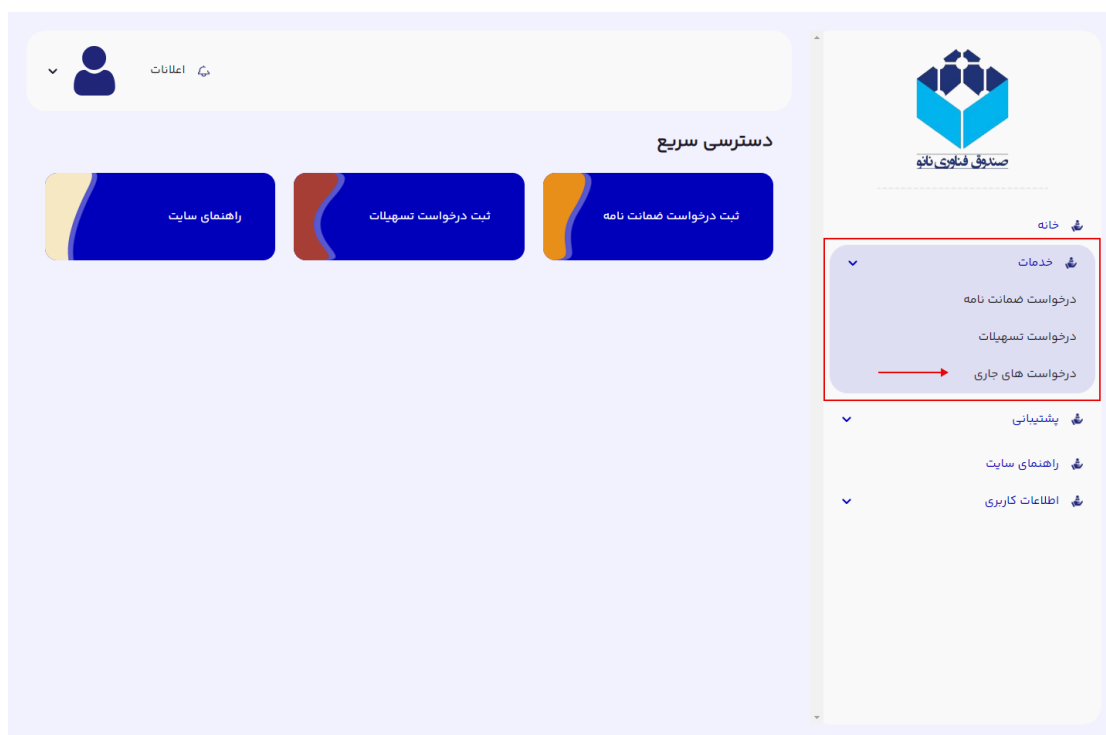 صندوق فناوری نانو
خانه
خدمات
درخواست ضمانت نامه
درخواست تسهیلات
درخواست های جاری
پشتیبانی
راهنمای سایت
اطلاعات کاربری
اعلانات
دسترسی سریع
ثبت درخواست ضمانت نامه
ثبت درخواست تسهیلات
راهنمای سایت